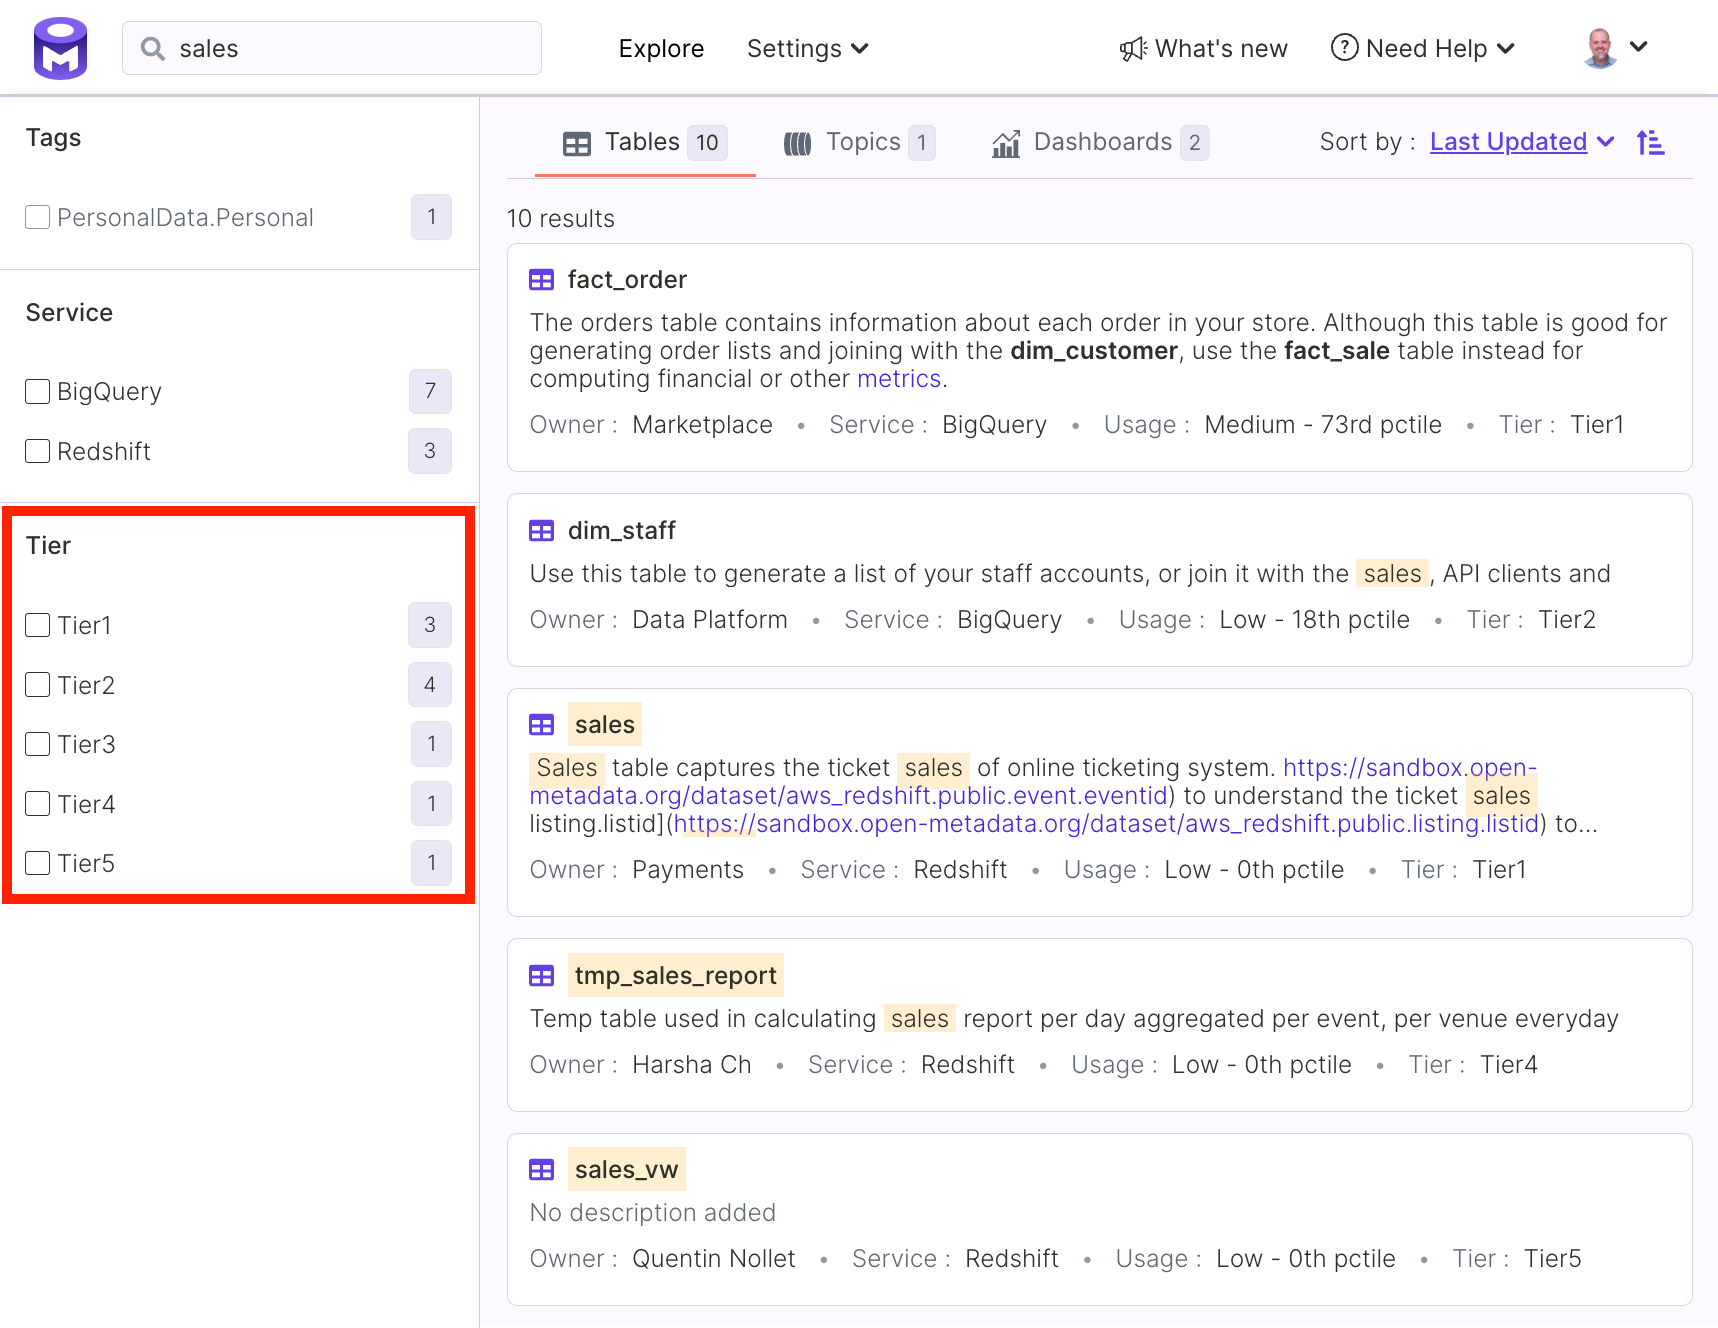 sales
Explore
Settings
What's new
Need Help
Tags
PersonalData.Personal 1
Service
BigQuery 7
Redshift 3
Tier
Tier1 3
Tier2 4
Tier3 1
Tier4 1
Tier5 1
Tables 10
Topics 1
Dashboards 2
Sort by : Last Updated
10 results
fact_order
The orders table contains information about each order in your store. Although this table is good for
generating order lists and joining with the dim_customer, use the fact_sale table instead for
computing financial or other metrics.
Owner : Marketplace • Service : BigQuery • Usage : Medium - 73rd pctile • Tier : Tier1
dim_staff
Use this table to generate a list of your staff accounts, or join it with the sales , API clients and
Owner : Data Platform • Service : BigQuery • Usage : Low - 18th pctile • Tier : Tier2
sales
Sales table captures the ticket sales of online ticketing system. https://sandbox.open-
metadata.org/dataset/aws_redshift.public.event.eventid) to understand the ticket sales
listing.listid](https://sandbox.open-metadata.org/dataset/aws_redshift.public.listing.listid) to...
Owner : Payments • Service : Redshift • Usage : Low - 0th pctile • Tier : Tier1
tmp_sales_report
Temp table used in calculating sales report per day aggregated per event, per venue everyday
Owner : Harsha Ch • Service : Redshift • Usage : Low - 0th pctile • Tier : Tier4
sales_vw
No description added
Owner : Quentin Nollet • Service : Redshift • Usage : Low - 0th pctile • Tier : Tier5